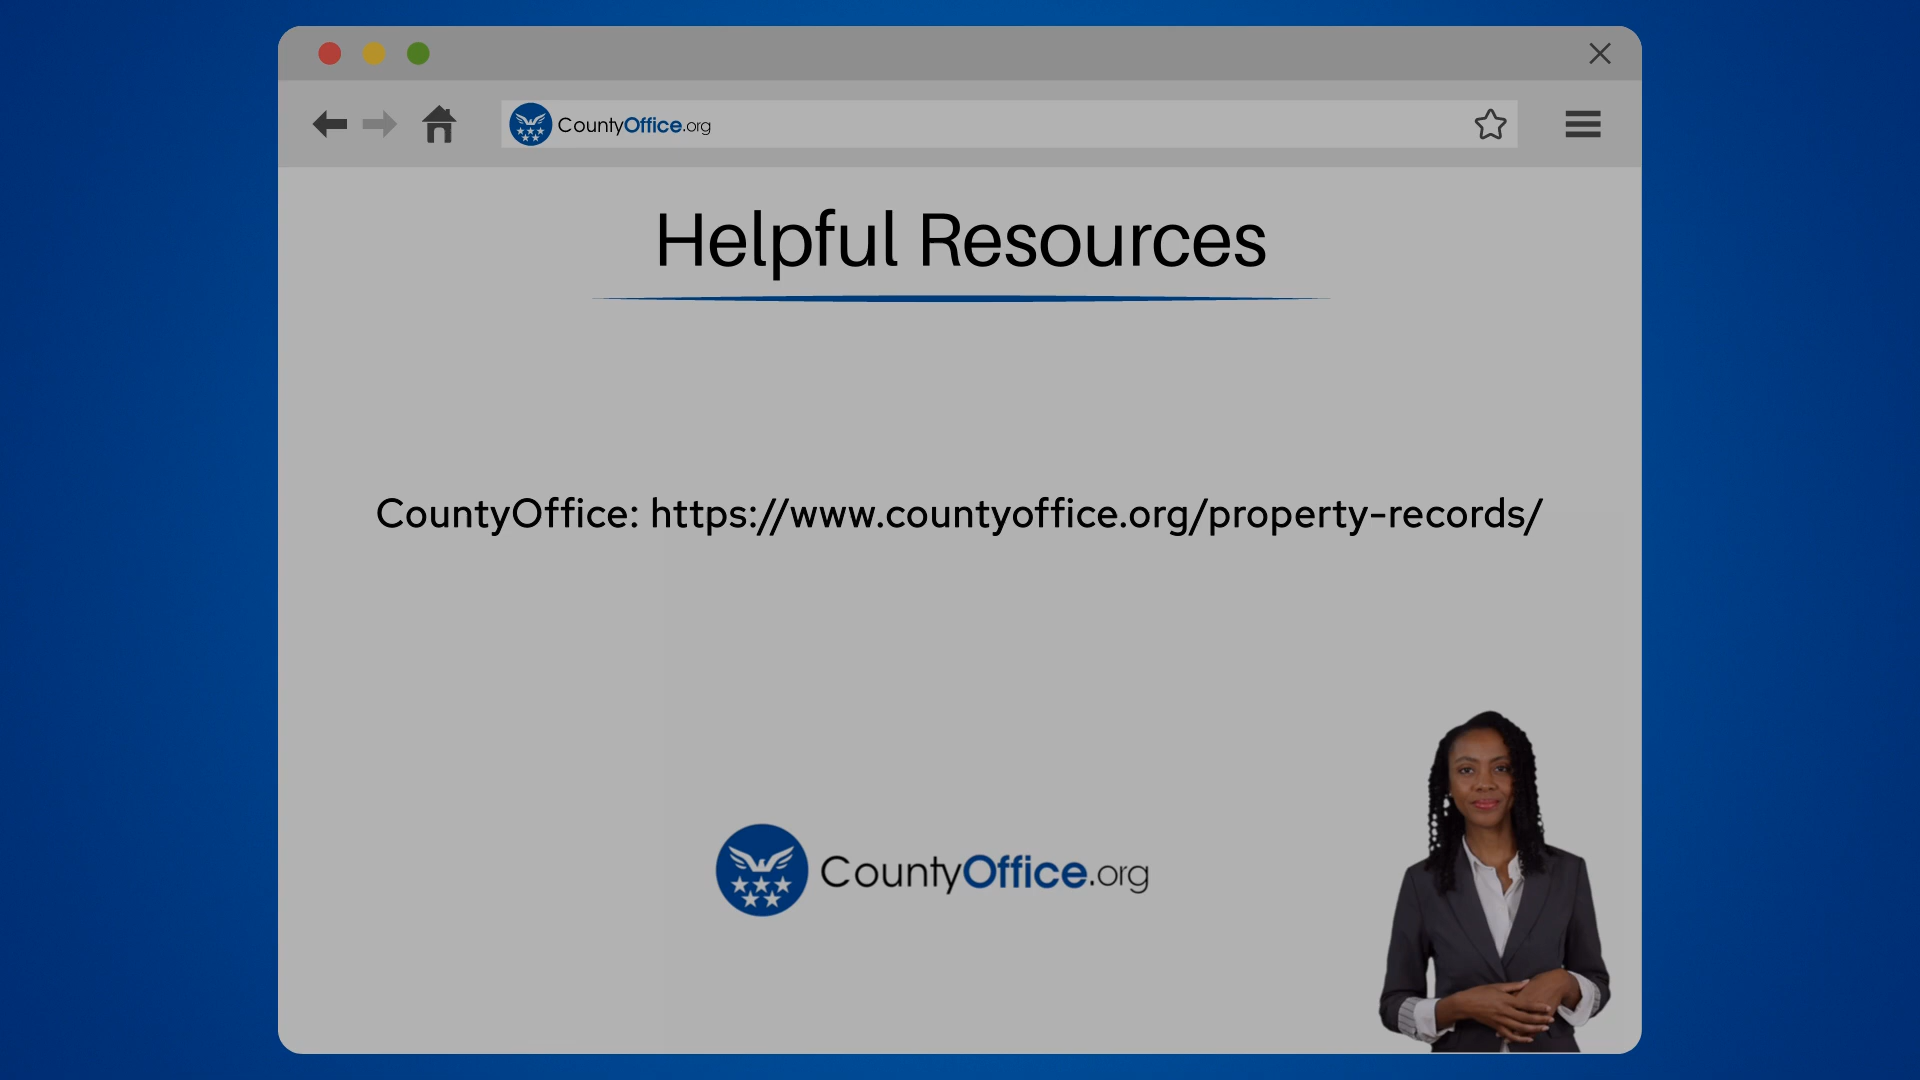 CountyOffice.org
Helpful Resources
CountyOffice: https://www.countyoffice.org/property-records/
CountyOffice.org